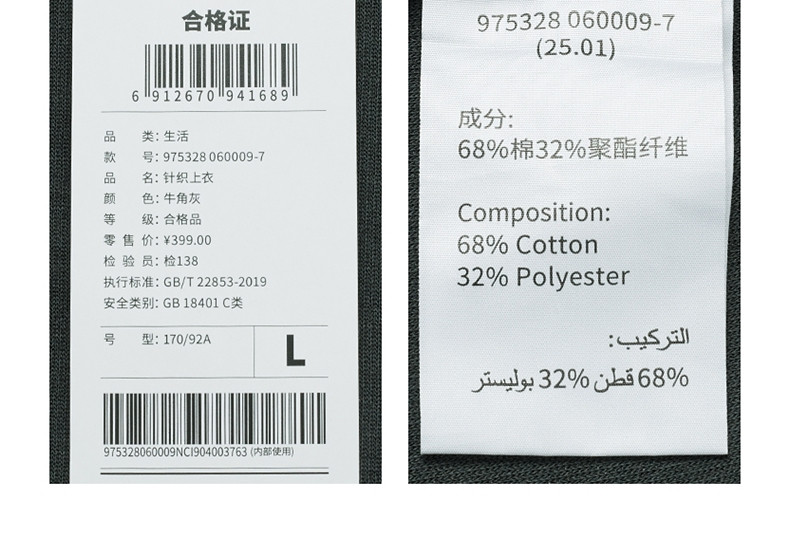 合格证
6 912670 941689
品 类: 生活
款 号: 975328 060009-7
品 名: 针织上衣
颜 色: 牛角灰
等 级: 合格品
零 售 价: ¥399.00
检 验 员: 检138
执行标准: GB/T 22853-2019
安全类别: GB 18401 C类
号 型: 170/92A
L
975328060009NCI904003763 (内部使用)
975328 060009-7
(25.01)
成分:
68%棉32%聚酯纤维
Composition:
68% Cotton
32% Polyester
التركيب:
68% قطن 32% بوليستر